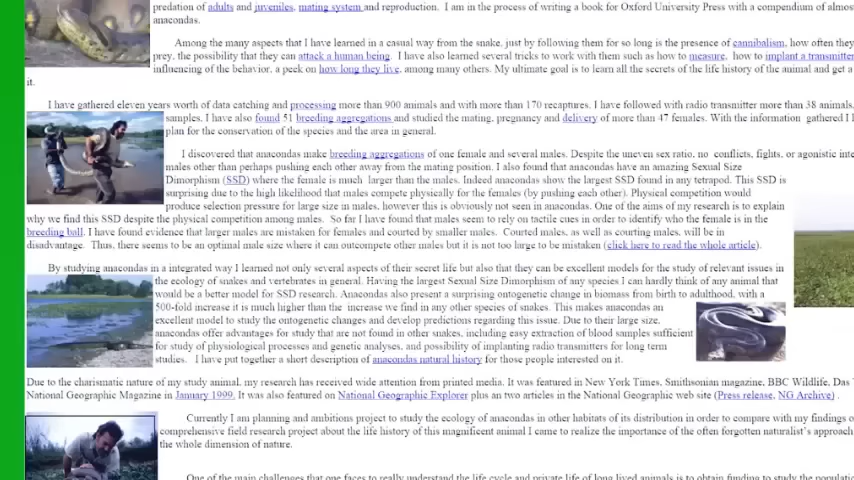 predation of adults and juveniles, mating system and reproduction. I am in the process of writing a book for Oxford University Press with a compendium of almos
anacondas.
Among the many aspects that I have learned in a casual way from the snake, just by following them for so long is the presence of cannibalism, how often they
prey, the possibility that they can attack a human being. I have also learned several tricks to work with them such as how to measure, how to implant a transmitter
influencing of the behavior, a peek on how long they live, among many others. My ultimate goal is to learn all the secrets of the life history of the animal and get a
it.
I have gathered eleven years worth of data catching and processing more than 900 animals and with more than 170 recaptures. I have followed with radio transmitter more than 38 animals.
samples. I have also found 51 breeding aggregations and studied the mating, pregnancy and delivery of more than 47 females. With the information gathered I
plan for the conservation of the species and the area in general.
I discovered that anacondas make breeding aggregations of one female and several males. Despite the uneven sex ratio, no conflicts, fights, or agonistic inte
males other than perhaps pushing each other away from the mating position. I also found that anacondas have an amazing Sexual Size
Dimorphism (SSD) where the female is much larger than the males. Indeed anacondas show the largest SSD found in any tetrapod. This SSD is
surprising due to the high likelihood that males compete physically for the females (by pushing each other). Physical competition would
produce selection pressure for large size in males, however this is obviously not seen in anacondas. One of the aims of my research is to explain
why we find this SSD despite the physical competition among males. So far I have found that males seem to rely on tactile cues in order to identify who the female is in the
breeding ball. I have found evidence that larger males are mistaken for females and courted by smaller males. Courted males, as well as courting males, will be in
disadvantage. Thus, there seems to be an optimal male size where it can outcompete other males but it is not too large to be mistaken (click here to read the whole article).
By studying anacondas in a integrated way I learned not only several aspects of their secret life but also that they can be excellent models for the study of relevant issues in
the ecology of snakes and vertebrates in general. Having the largest Sexual Size Dimorphism of any species I can hardly think of any animal that
would be a better model for SSD research. Anacondas also present a surprising ontogenetic change in biomass from birth to adulthood, with a
500-fold increase it is much higher than the increase we find in any other species of snakes. This makes anacondas an
excellent model to study the ontogenetic changes and develop predictions regarding this issue. Due to their large size,
anacondas offer advantages for study that are not found in other snakes, including easy extraction of blood samples sufficient
for study of physiological processes and genetic analyses, and possibility of implanting radio transmitters for long term
studies. I have put together a short description of anacondas natural history for those people interested on it.
Due to the charismatic nature of my study animal, my research has received wide attention from printed media. It was featured in New York Times, Smithsonian magazine, BBC Wildlife, Das
National Geographic Magazine in January 1999. It was also featured on National Geographic Explorer plus an two articles in the National Geographic web site (Press release, NG Archive) .
Currently I am planning and ambitions project to study the ecology of anacondas in other habitats of its distribution in order to compare with my findings o
comprehensive field research project about the life history of this magnificent animal I came to realize the importance of the often forgotten naturalist's approach
the whole dimension of nature.
One of the main challenges that one faces to really understand the life cycle and private life of long lived animals is to obtain funding to study the populatio